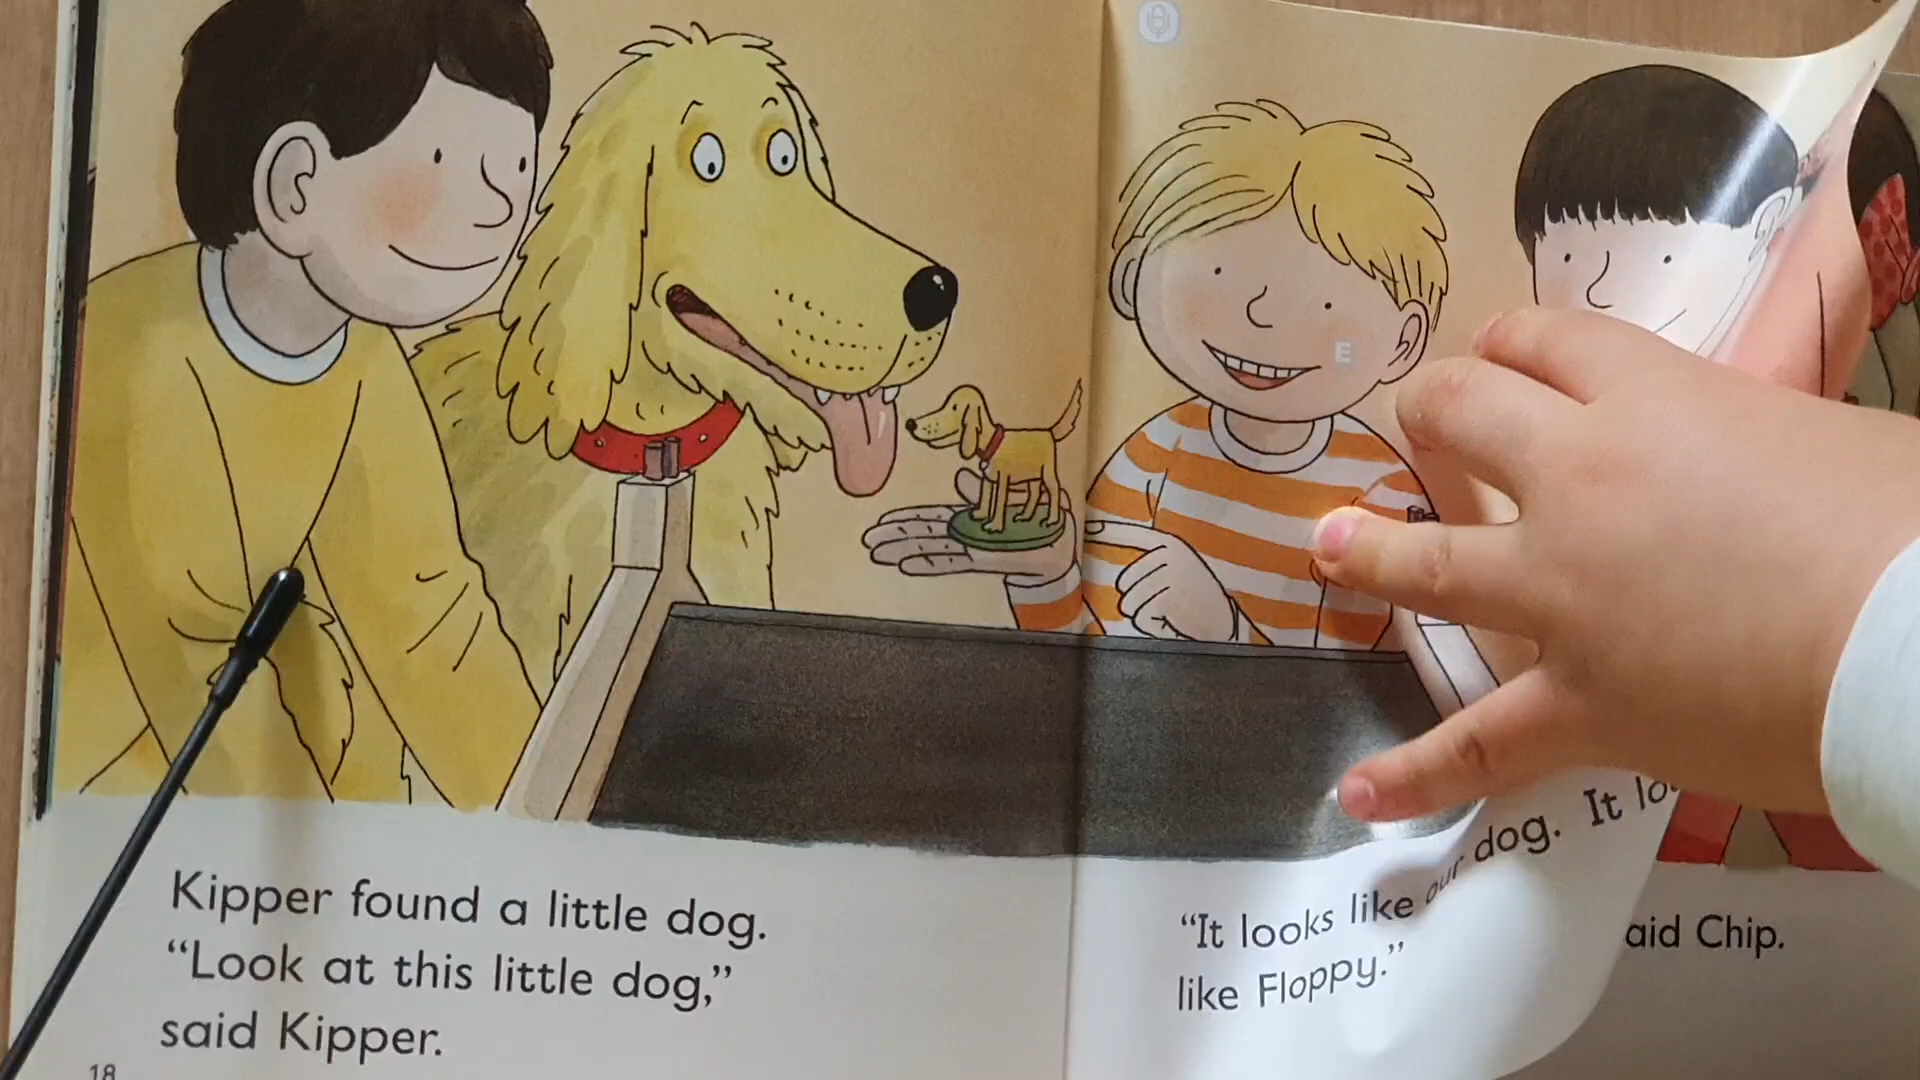 Kipper found a little dog.
“Look at this little dog,”
said Kipper.
18
“It looks like our dog. It
like Floppy.”
aid Chip.
E